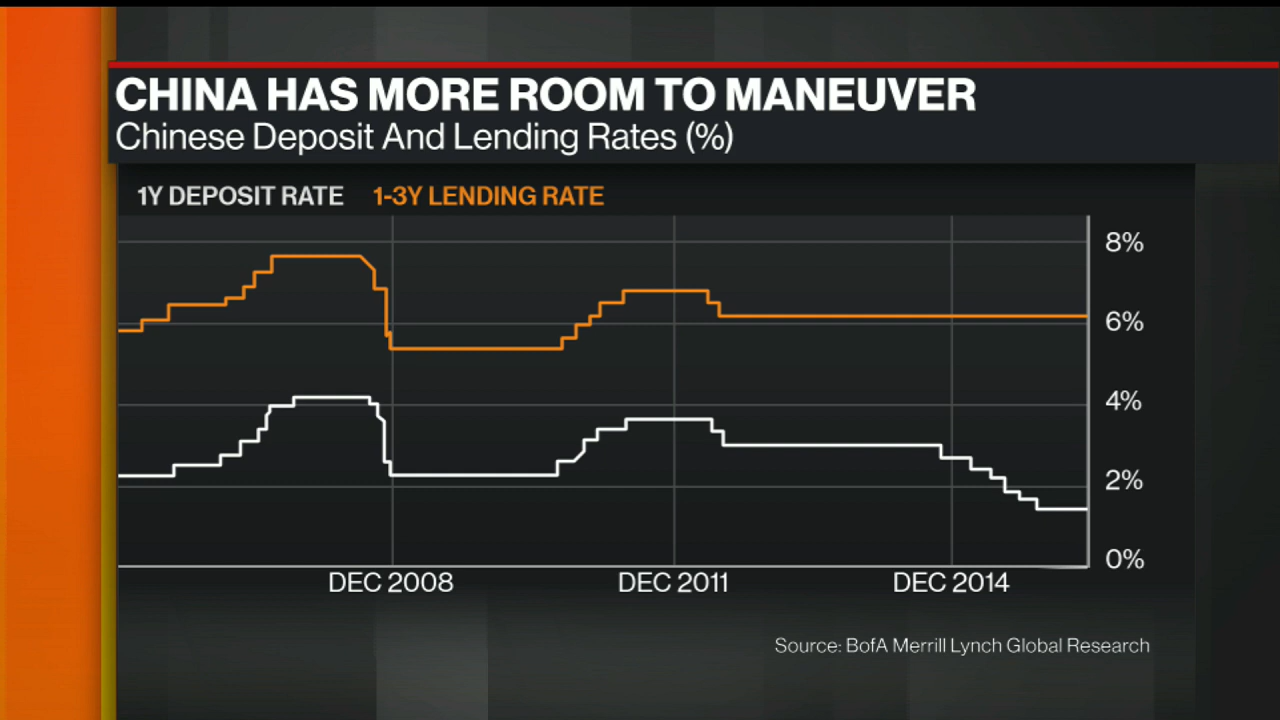 CHINA HAS MORE ROOM TO MANEUVER
Chinese Deposit And Lending Rates (%)
1Y DEPOSIT RATE 1-3Y LENDING RATE
8%
6%
4%
2%
0%
DEC 2008 DEC 2011 DEC 2014
Source: BofA Merrill Lynch Global Research